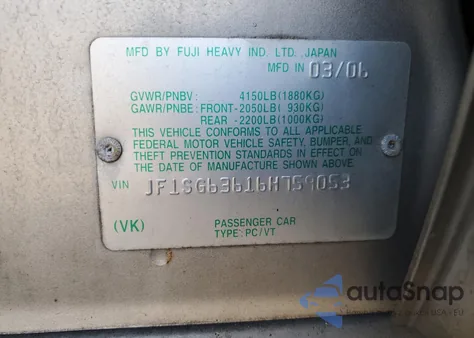 MFD BY FUJI HEAVY IND. LTD., JAPAN
MFD IN 03/06
GVWR/PNBV: 4150LB(1880KG)
GAWR/PNBE: FRONT-2050LB( 930KG)
REAR -2200LB(1000KG)
THIS VEHICLE CONFORMS TO ALL APPLICABLE
FEDERAL MOTOR VEHICLE SAFETY, BUMPER, AND
THEFT PREVENTION STANDARDS IN EFFECT ON
THE DATE OF MANUFACTURE SHOWN ABOVE.
VIN JF1SG63616H759053
(VK) PASSENGER CAR
TYPE: PC/VT
autoSnap